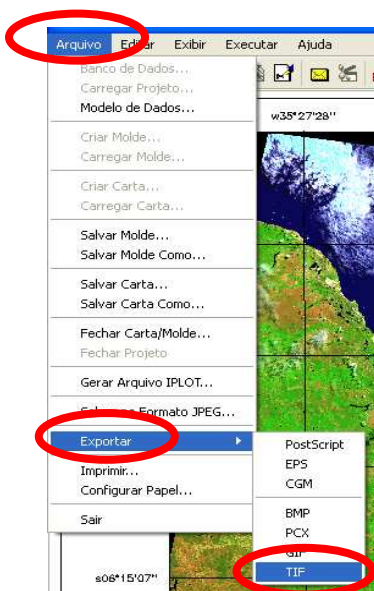 Arquivo Editar Exibir Executar Ajuda
Banco de Dados...
Carregar Projeto...
Modelo de Dados...
w35°27'28''
Criar Molde...
Carregar Molde...
Criar Carta...
Carregar Carta...
Salvar Molde...
Salvar Molde Como...
Salvar Carta...
Salvar Carta Como...
Fechar Carta/Molde...
Fechar Projeto
Gerar Arquivo IPLOT...
Formato JPEG...
Exportar
PostScript
Imprimir...
EPS
Configurar Papel...
CGM
Sair
BMP
PCX
GIF
s06°15'07''
TIF